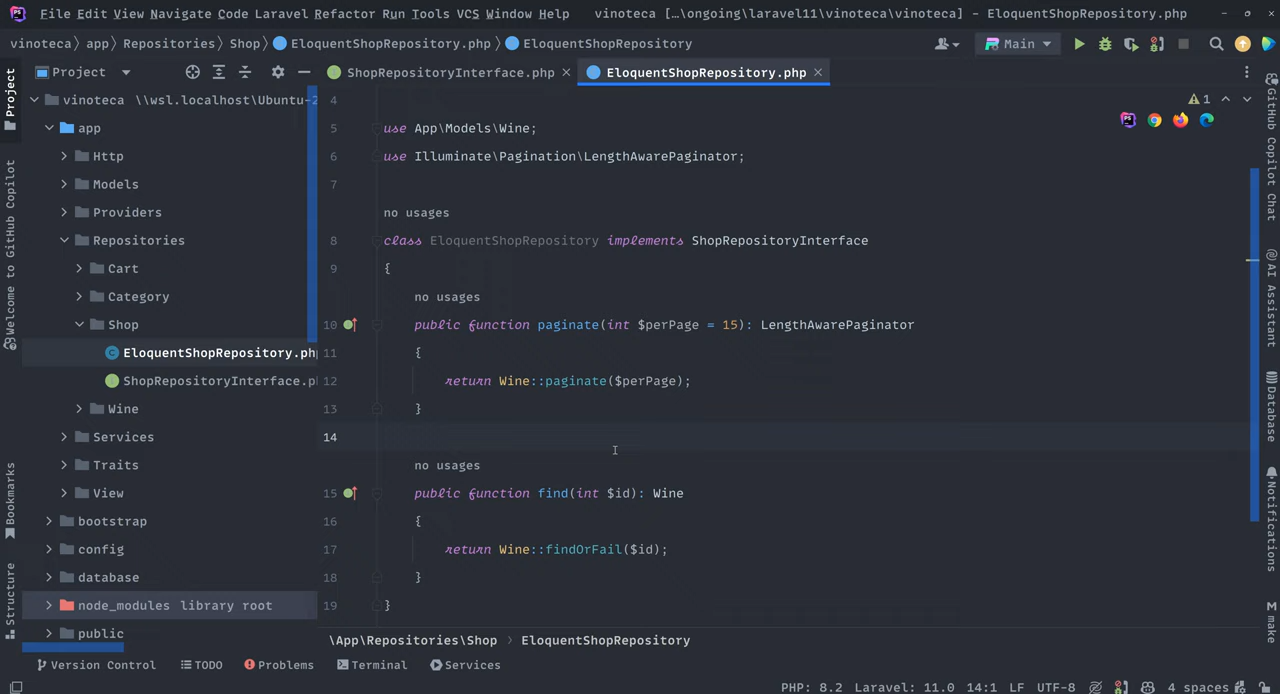 File Edit View Navigate Code Laravel Refactor Run Tools VCS Window Help vinoteca [...\ongoing\laravel11\vinoteca\vinoteca] - EloquentShopRepository.php
vinoteca app Repositories Shop EloquentShopRepository.php EloquentShopRepository Main
Project ShopRepositoryInterface.php EloquentShopRepository.php
vinoteca \\wsl.localhost\Ubuntu-2
app
Http
Models
Providers
Repositories
Cart
Category
Shop
EloquentShopRepository.ph
ShopRepositoryInterface.p
Wine
Services
Traits
View
bootstrap
config
database
node_modules library root
public
Project
Welcome to GitHub Copilot
Bookmarks
Structure
4
5 use App\Models\Wine;
6 use Illuminate\Pagination\LengthAwarePaginator;
7
no usages
8 class EloquentShopRepository implements ShopRepositoryInterface
9 {
no usages
10 public function paginate(int $perPage = 15): LengthAwarePaginator
11 {
12 return Wine::paginate($perPage);
13 }
14
no usages
15 public function find(int $id): Wine
16 {
17 return Wine::findOrFail($id);
18 }
19 }
1
GitHub Copilot Chat
AI Assistant
Database
Notifications
make
\App\Repositories\Shop EloquentShopRepository
Version Control TODO Problems Terminal Services
PHP: 8.2 Laravel: 11.0 14:1 LF UTF-8 4 spaces